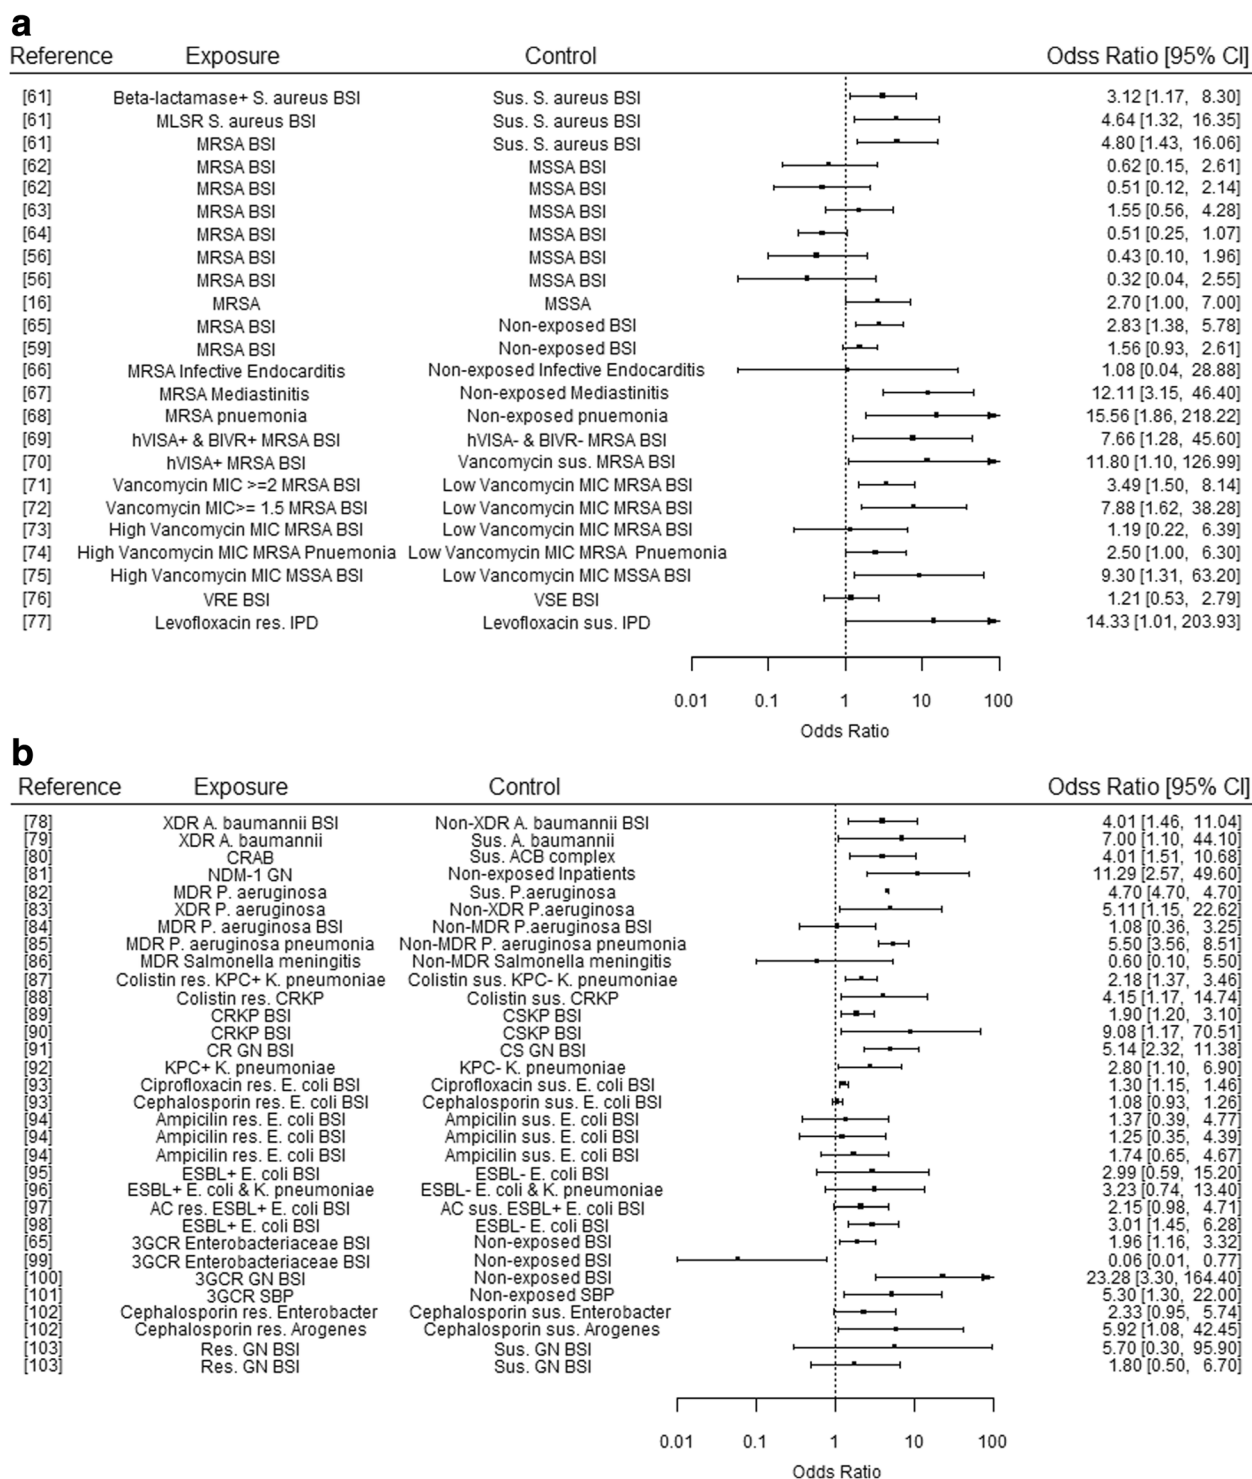 a
Reference Exposure Control Odss Ratio [95% CI]
[61] Beta-lactamase+ S. aureus BSI Sus. S. aureus BSI 3.12 [1.17, 8.30]
[61] MLSR S. aureus BSI Sus. S. aureus BSI 4.64 [1.32, 16.35]
[61] MRSA BSI Sus. S. aureus BSI 4.80 [1.43, 16.06]
[62] MRSA BSI MSSA BSI 0.62 [0.15, 2.61]
[62] MRSA BSI MSSA BSI 0.51 [0.12, 2.14]
[63] MRSA BSI MSSA BSI 1.55 [0.56, 4.28]
[64] MRSA BSI MSSA BSI 0.51 [0.25, 1.07]
[56] MRSA BSI MSSA BSI 0.43 [0.10, 1.96]
[56] MRSA BSI MSSA BSI 0.32 [0.04, 2.55]
[16] MRSA MSSA 2.70 [1.00, 7.00]
[65] MRSA BSI Non-exposed BSI 2.83 [1.38, 5.78]
[59] MRSA BSI Non-exposed BSI 1.56 [0.93, 2.61]
[66] MRSA Infective Endocarditis Non-exposed Infective Endocarditis 1.08 [0.04, 28.88]
[67] MRSA Mediastinitis Non-exposed Mediastinitis 12.11 [3.15, 46.40]
[68] MRSA pnuemonia Non-exposed pnuemonia 15.56 [1.86, 218.22]
[69] hVISA+ & BIVR+ MRSA BSI hVISA- & BIVR- MRSA BSI 7.66 [1.28, 45.60]
[70] hVISA+ MRSA BSI Vancomycin sus. MRSA BSI 11.80 [1.10, 126.99]
[71] Vancomycin MIC >=2 MRSA BSI Low Vancomycin MIC MRSA BSI 3.49 [1.50, 8.14]
[72] Vancomycin MIC>= 1.5 MRSA BSI Low Vancomycin MIC MRSA BSI 7.88 [1.62, 38.28]
[73] High Vancomycin MIC MRSA BSI Low Vancomycin MIC MRSA BSI 1.19 [0.22, 6.39]
[74] High Vancomycin MIC MRSA Pnuemonia Low Vancomycin MIC MRSA Pnuemonia 2.50 [1.00, 6.30]
[75] High Vancomycin MIC MSSA BSI Low Vancomycin MIC MSSA BSI 9.30 [1.31, 63.20]
[76] VRE BSI VSE BSI 1.21 [0.53, 2.79]
[77] Levofloxacin res. IPD Levofloxacin sus. IPD 14.33 [1.01, 203.93]
0.01 0.1 1 10 100
Odds Ratio
b
Reference Exposure Control Odss Ratio [95% CI]
[78] XDR A. baumannii BSI Non-XDR A. baumannii BSI 4.01 [1.46, 11.04]
[79] XDR A. baumannii Sus. A. baumannii 7.00 [1.10, 44.10]
[80] CRAB Sus. ACB complex 4.01 [1.51, 10.68]
[81] NDM-1 GN Non-exposed Inpatients 11.29 [2.57, 49.60]
[82] MDR P. aeruginosa Sus. P.aeruginosa 4.70 [4.70, 4.70]
[83] XDR P. aeruginosa Non-XDR P.aeruginosa 5.11 [1.15, 22.62]
[84] MDR P. aeruginosa BSI Non-MDR P.aeruginosa BSI 1.08 [0.36, 3.25]
[85] MDR P. aeruginosa pneumonia Non-MDR P. aeruginosa pneumonia 5.50 [3.56, 8.51]
[86] MDR Salmonella meningitis Non-MDR Salmonella meningitis 0.60 [0.10, 5.50]
[87] Colistin res. KPC+ K. pneumoniae Colistin sus. KPC- K. pneumoniae 2.18 [1.37, 3.46]
[88] Colistin res. CRKP Colistin sus. CRKP 4.15 [1.17, 14.74]
[89] CRKP BSI CSKP BSI 1.90 [1.20, 3.10]
[90] CRKP BSI CSKP BSI 9.08 [1.17, 70.51]
[91] CR GN BSI CS GN BSI 5.14 [2.32, 11.38]
[92] KPC+ K. pneumoniae KPC- K. pneumoniae 2.80 [1.10, 6.90]
[93] Ciprofloxacin res. E. coli BSI Ciprofloxacin sus. E. coli BSI 1.30 [1.15, 1.46]
[93] Cephalosporin res. E. coli BSI Cephalosporin sus. E. coli BSI 1.08 [0.93, 1.26]
[94] Ampicilin res. E. coli BSI Ampicilin sus. E. coli BSI 1.37 [0.39, 4.77]
[94] Ampicilin res. E. coli BSI Ampicilin sus. E. coli BSI 1.25 [0.35, 4.39]
[94] Ampicilin res. E. coli BSI Ampicilin sus. E. coli BSI 1.74 [0.65, 4.67]
[95] ESBL+ E. coli BSI ESBL- E. coli BSI 2.99 [0.59, 15.20]
[96] ESBL+ E. coli & K. pneumoniae ESBL- E. coli & K. pneumoniae 3.23 [0.74, 13.40]
[97] AC res. ESBL+ E. coli BSI AC sus. ESBL+ E. coli BSI 2.15 [0.98, 4.71]
[98] ESBL+ E. coli BSI ESBL- E. coli BSI 3.01 [1.45, 6.28]
[65] 3GCR Enterobacteriaceae BSI Non-exposed BSI 1.96 [1.16, 3.32]
[99] 3GCR Enterobacteriaceae BSI Non-exposed BSI 0.06 [0.01, 0.77]
[100] 3GCR GN BSI Non-exposed BSI 23.28 [3.30, 164.40]
[101] 3GCR SBP Non-exposed SBP 5.30 [1.30, 22.00]
[102] Cephalosporin res. Enterobacter Cephalosporin sus. Enterobacter 2.33 [0.95, 5.74]
[102] Cephalosporin res. Arogenes Cephalosporin sus. Arogenes 5.92 [1.08, 42.45]
[103] Res. GN BSI Sus. GN BSI 5.70 [0.30, 95.90]
[103] Res. GN BSI Sus. GN BSI 1.80 [0.50, 6.70]
0.01 0.1 1 10 100
Odds Ratio